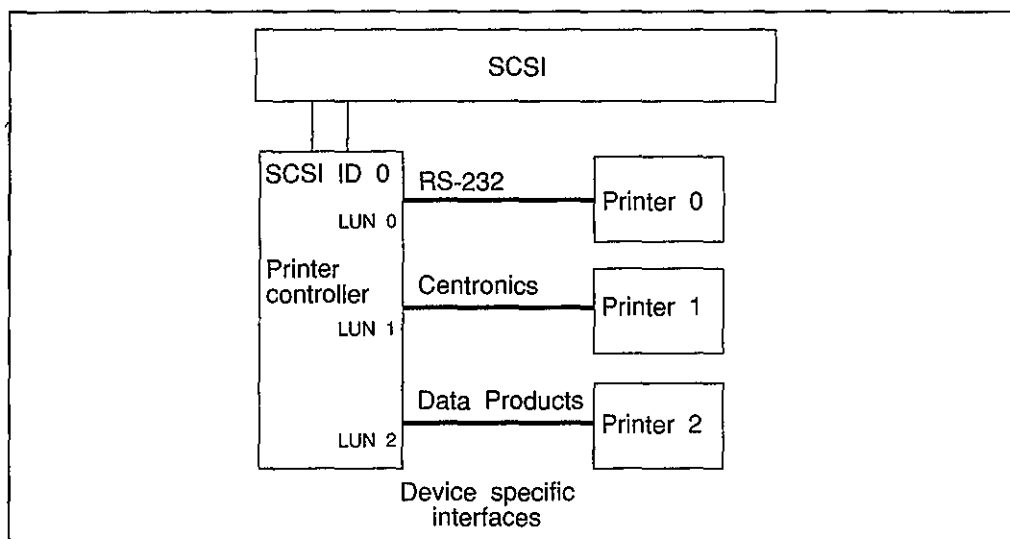 SCSI
SCSI ID 0
RS-232
Printer 0
LUN 0
Printer
controller
Centronics
Printer 1
LUN 1
Data Products
Printer 2
LUN 2
Device specific
interfaces